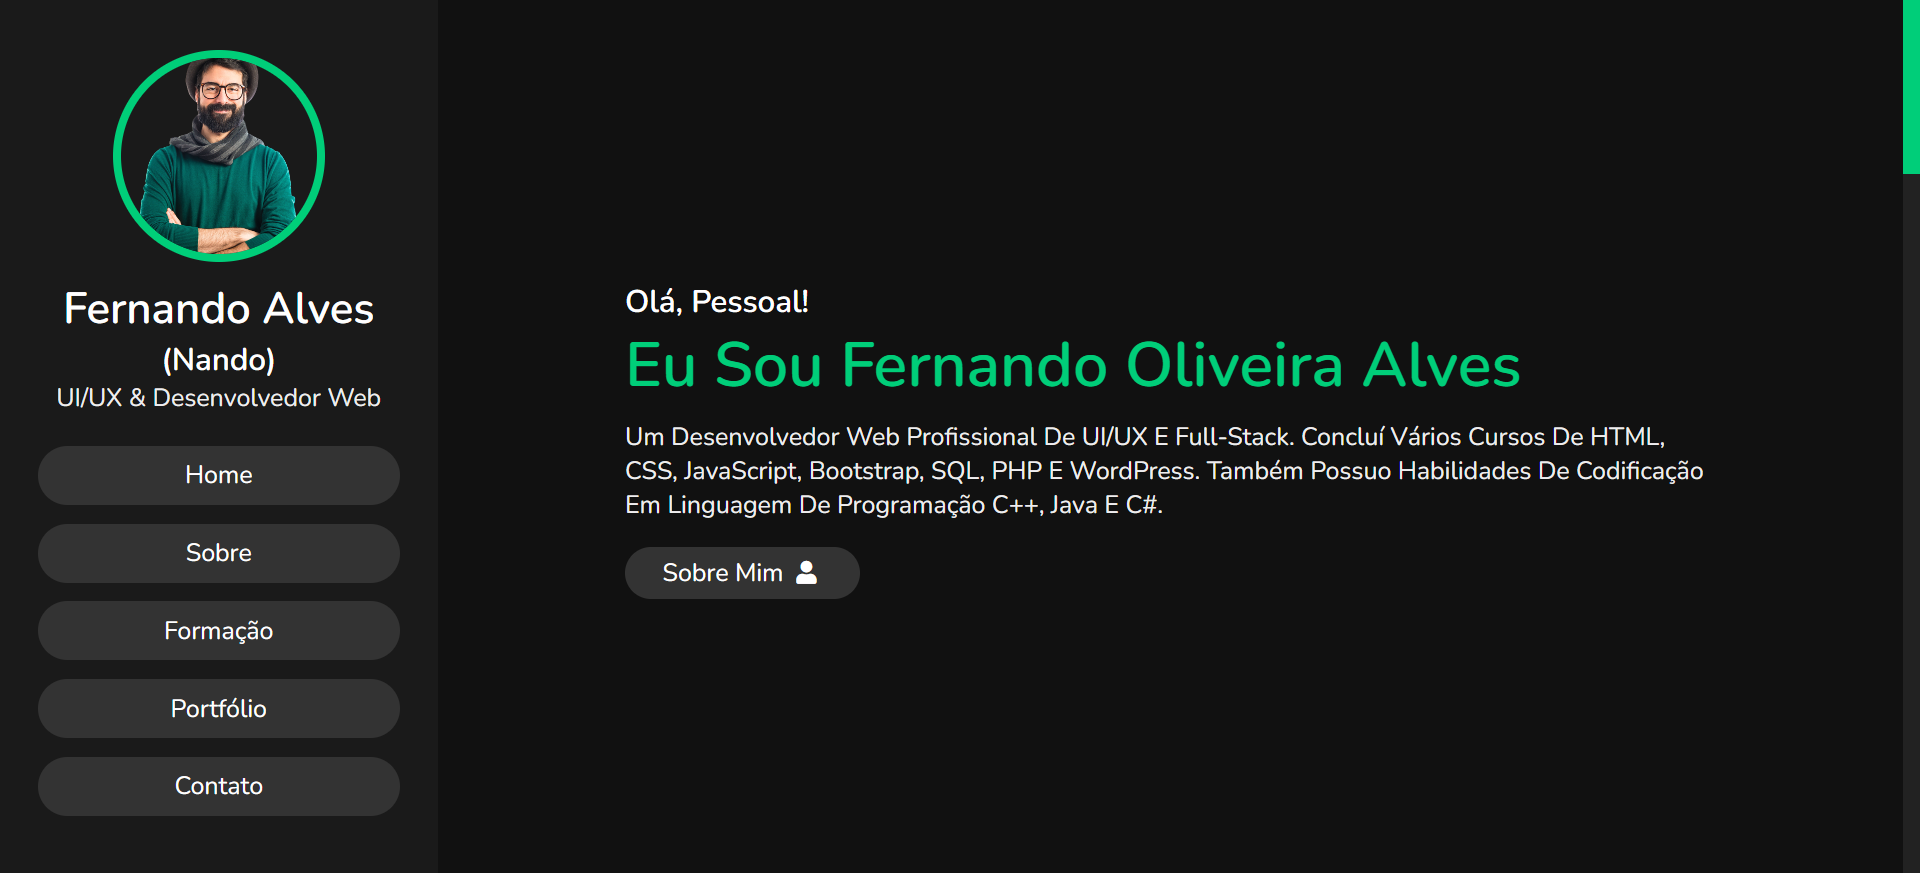 Fernando Alves
(Nando)
UI/UX & Desenvolvedor Web
Home
Sobre
Formação
Portfólio
Contato
Olá, Pessoal!
Eu Sou Fernando Oliveira Alves
Um Desenvolvedor Web Profissional De UI/UX E Full-Stack. Concluí Vários Cursos De HTML,
CSS, JavaScript, Bootstrap, SQL, PHP E WordPress. Também Possuo Habilidades De Codificação
Em Linguagem De Programação C++, Java E C#.
Sobre Mim